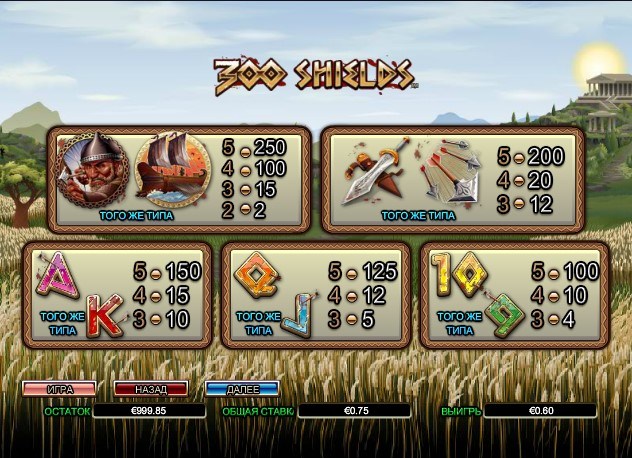 300 SHIELDS
5 - 250
4 - 100
3 - 15
2 - 2
ТОГО ЖЕ ТИПА
5 - 200
4 - 20
3 - 12
ТОГО ЖЕ ТИПА
A K
5 - 150
4 - 15
3 - 10
ТОГО ЖЕ
ТИПА
Q J
5 - 125
4 - 12
3 - 5
ТОГО ЖЕ
ТИПА
10 9
5 - 100
4 - 10
3 - 4
ТОГО ЖЕ
ТИПА
ИГРА НАЗАД ДАЛЕЕ
ОСТАТОК €999.85 ОБЩАЯ СТАВК €0.75 ВЫИГРЬ €0.60